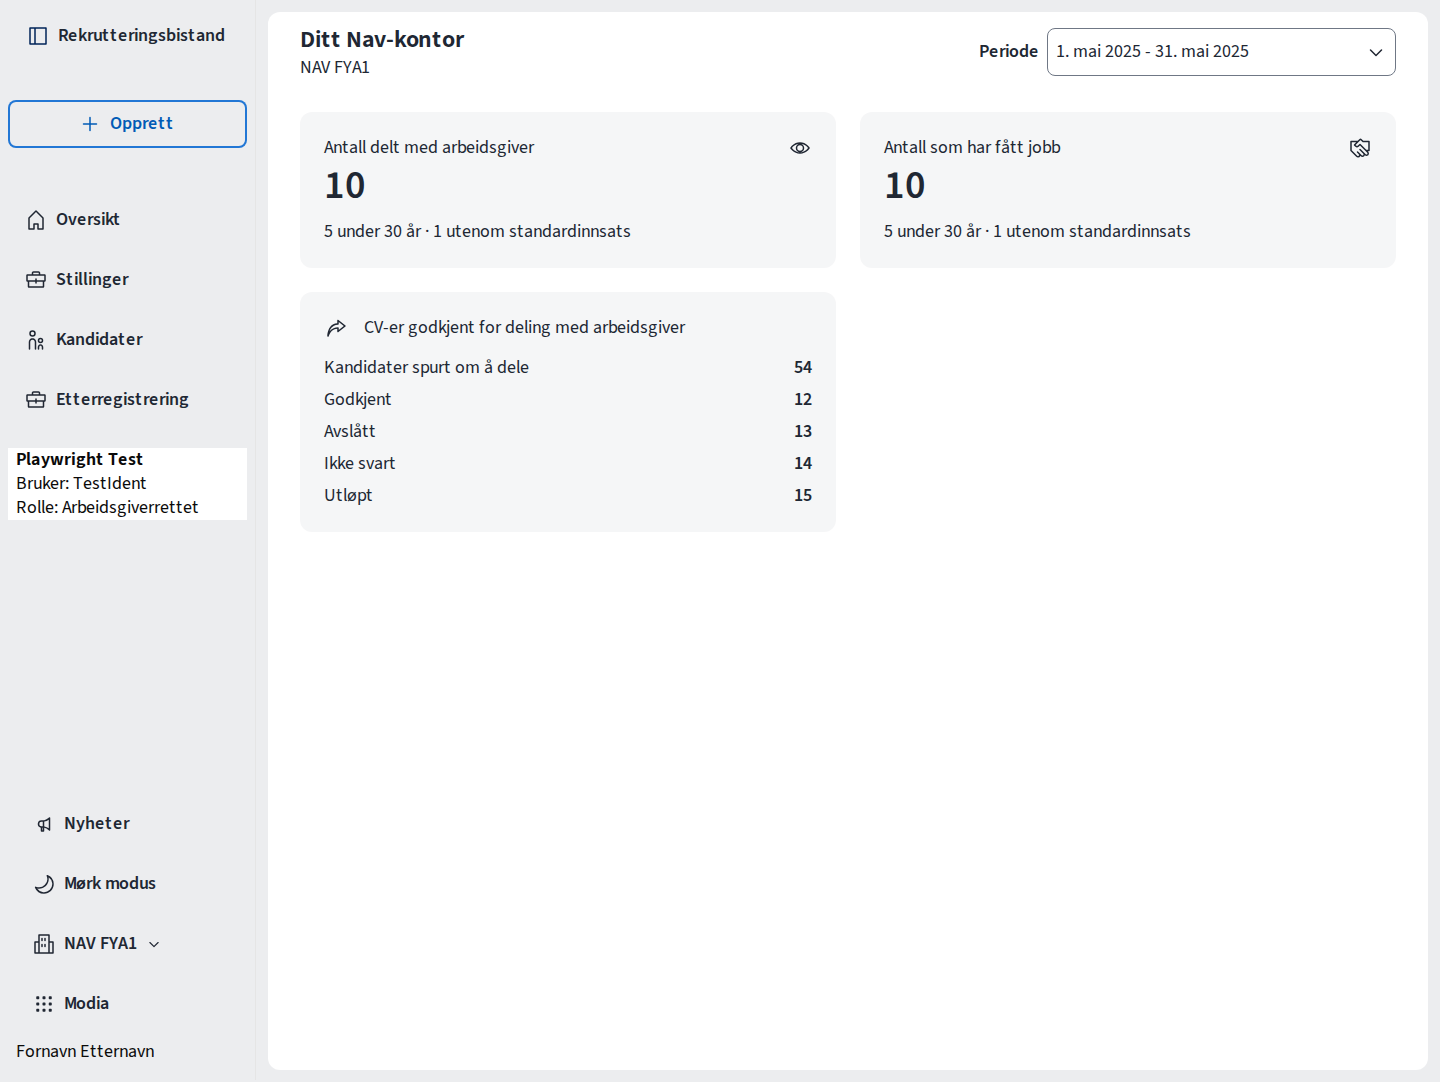 Rekrutteringsbistand
Opprett
Oversikt
Stillinger
Kandidater
Etterregistrering
Playwright Test
Bruker: TestIdent
Rolle: Arbeidsgiverrettet
Nyheter
Mørk modus
NAV FYA1
Modia
Fornavn Etternavn
Ditt Nav-kontor
NAV FYA1
Periode
1. mai 2025 - 31. mai 2025
Antall delt med arbeidsgiver
10
5 under 30 år · 1 utenom standardinnsats
Antall som har fått jobb
10
5 under 30 år · 1 utenom standardinnsats
CV-er godkjent for deling med arbeidsgiver
Kandidater spurt om å dele 54
Godkjent 12
Avslått 13
Ikke svart 14
Utløpt 15